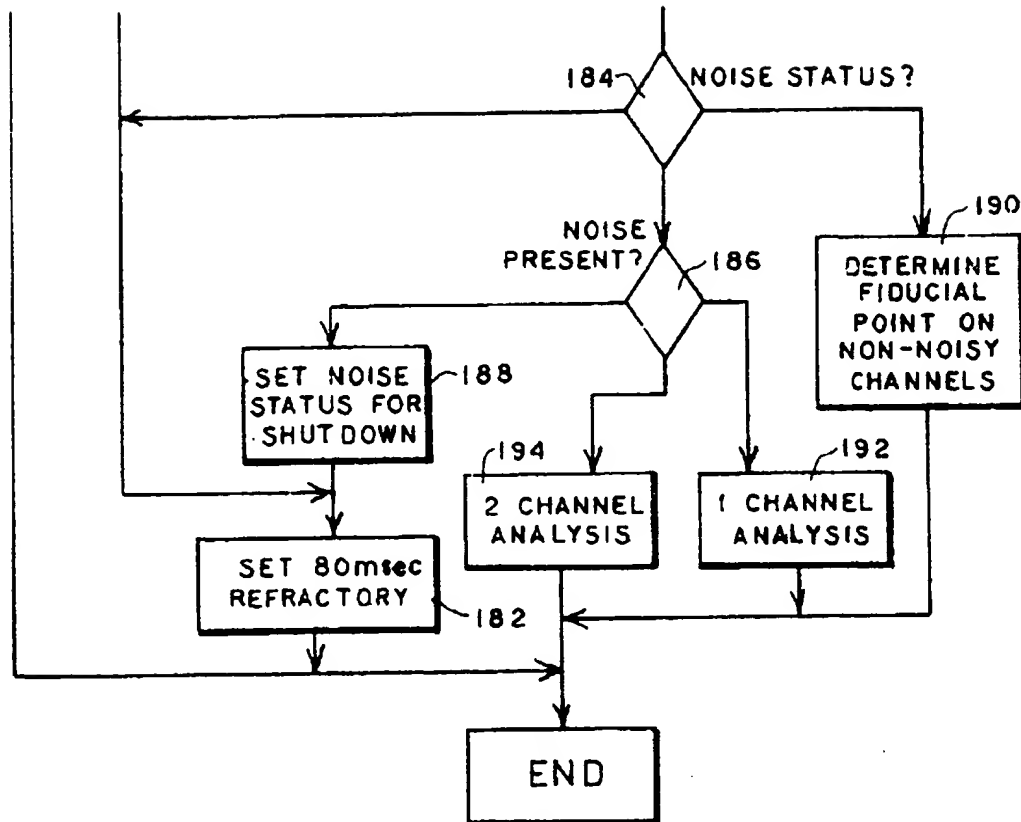 184
NOISE STATUS?
190
NOISE
PRESENT?
186
DETERMINE
FIDUCIAL
POINT ON
NON-NOISY
CHANNELS
SET NOISE
STATUS FOR
SHUTDOWN
188
194
2 CHANNEL
ANALYSIS
192
1 CHANNEL
ANALYSIS
SET 80msec
REFRACTORY
182
END